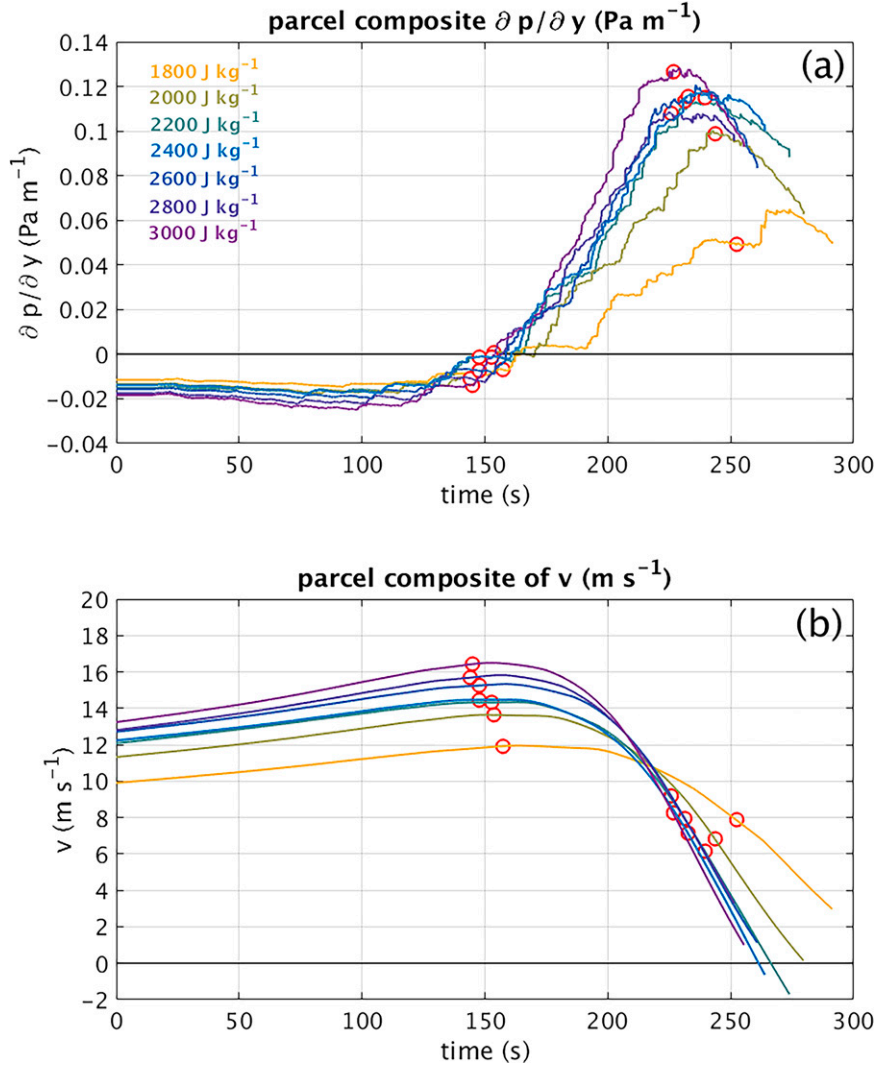 parcel composite ∂ p/∂ y (Pa m⁻¹)
(a)
0.14
0.12
0.1
0.08
0.06
0.04
0.02
0
−0.02
−0.04
∂ p/∂ y (Pa m⁻¹)
1800 J kg⁻¹
2000 J kg⁻¹
2200 J kg⁻¹
2400 J kg⁻¹
2600 J kg⁻¹
2800 J kg⁻¹
3000 J kg⁻¹
0 50 100 150 200 250 300
time (s)
parcel composite of v (m s⁻¹)
(b)
20
18
16
14
12
10
8
6
4
2
0
−2
v (m s⁻¹)
0 50 100 150 200 250 300
time (s)